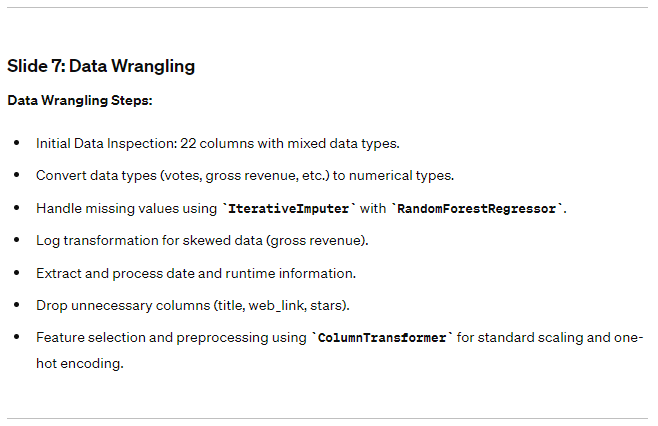 Slide 7: Data Wrangling
Data Wrangling Steps:
• Initial Data Inspection: 22 columns with mixed data types.
• Convert data types (votes, gross revenue, etc.) to numerical types.
• Handle missing values using `IterativeImputer` with `RandomForestRegressor`.
• Log transformation for skewed data (gross revenue).
• Extract and process date and runtime information.
• Drop unnecessary columns (title, web_link, stars).
• Feature selection and preprocessing using `ColumnTransformer` for standard scaling and one-
hot encoding.